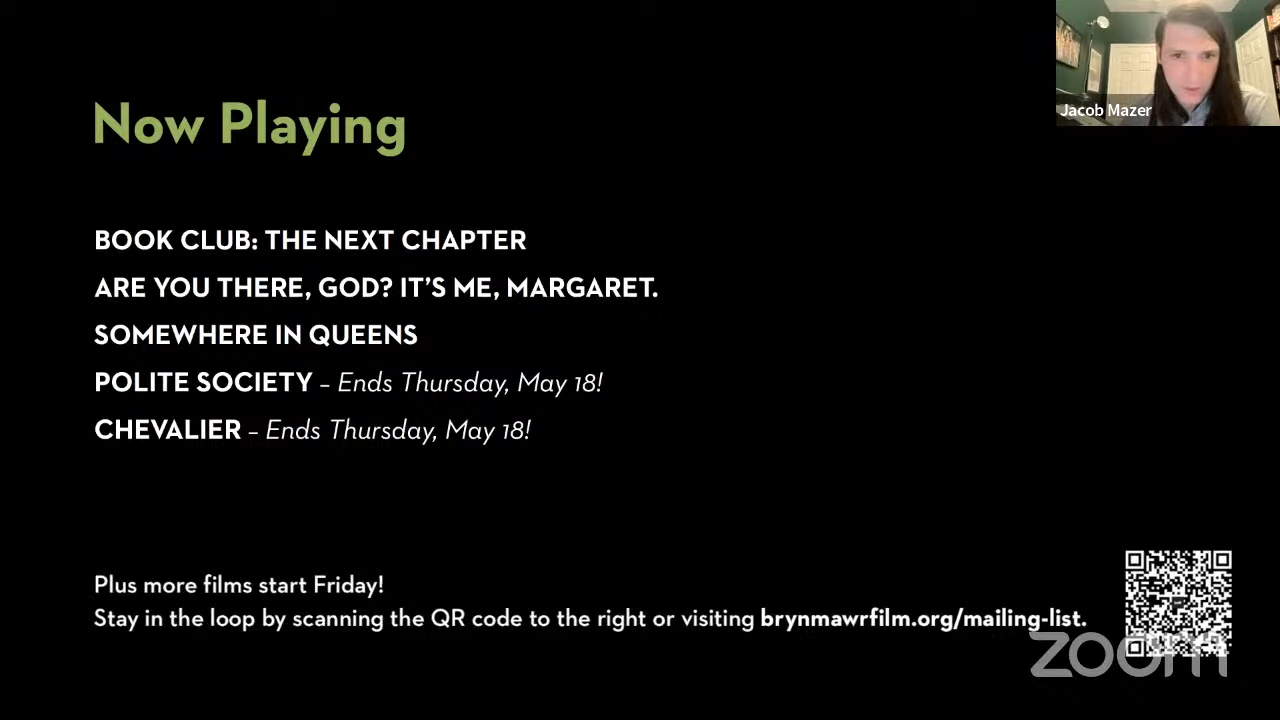 Now Playing
Jacob Mazer
BOOK CLUB: THE NEXT CHAPTER
ARE YOU THERE, GOD? IT’S ME, MARGARET.
SOMEWHERE IN QUEENS
POLITE SOCIETY – Ends Thursday, May 18!
CHEVALIER – Ends Thursday, May 18!
Plus more films start Friday!
Stay in the loop by scanning the QR code to the right or visiting brynmawrfilm.org/mailing-list.
zoom